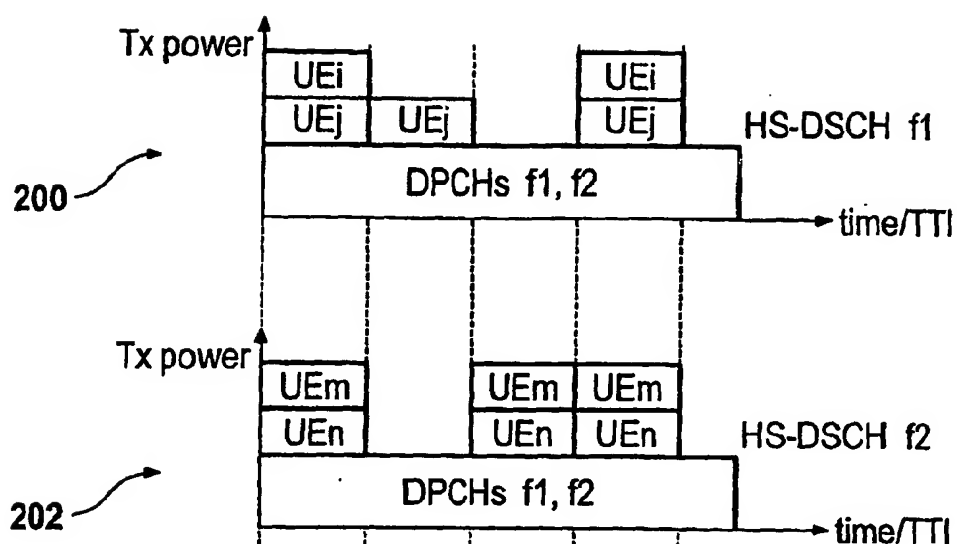 Tx power
UEi UEi
UEj UEj UEj HS-DSCH f1
DPCHs f1, f2
200
time/TTI
Tx power
UEm UEm UEm
UEn UEn UEn HS-DSCH f2
DPCHs f1, f2
202
time/TTI